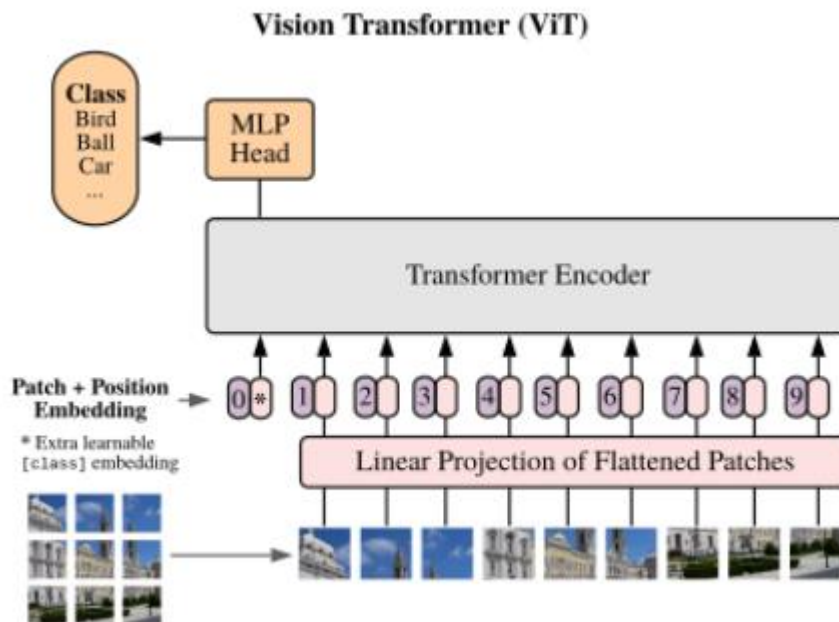 Vision Transformer (ViT)
Class
Bird
Ball
Car
...
MLP
Head
Transformer Encoder
Patch + Position
Embedding
0 * 1 2 3 4 5 6 7 8 9
* Extra learnable
[class] embedding
Linear Projection of Flattened Patches